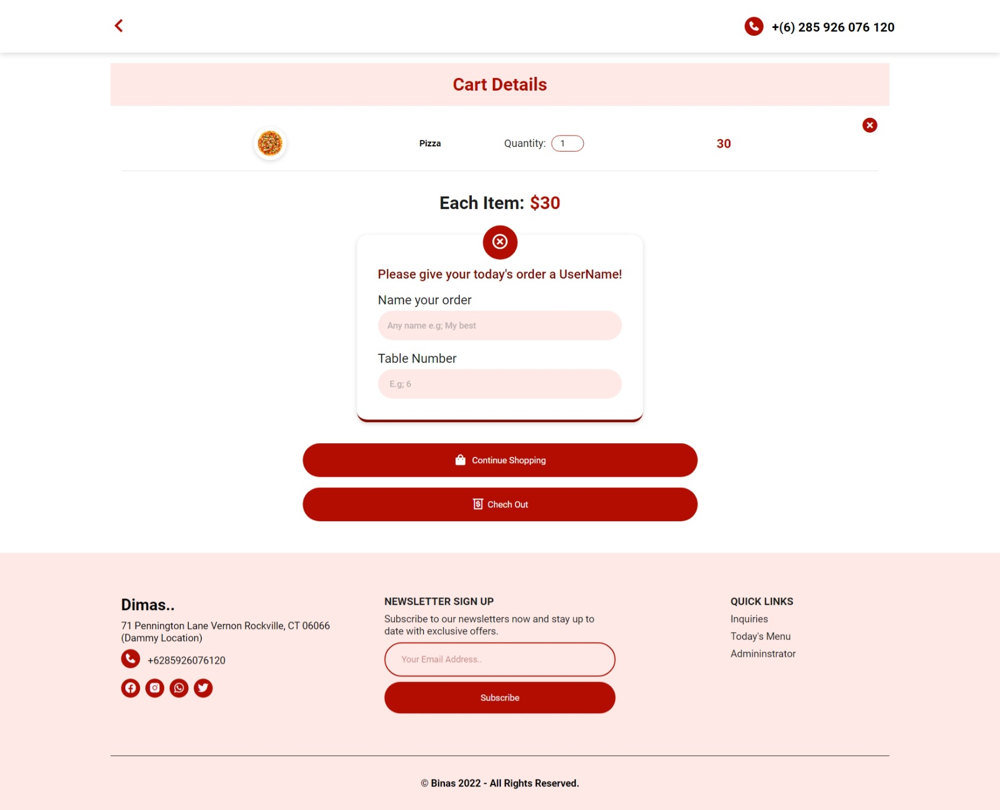 +(6) 285 926 076 120
Cart Details
Pizza
Quantity: 1
30
Each Item: $30
Please give your today's order a UserName!
Name your order
Any name e.g; My best
Table Number
E.g; 6
Continue Shopping
Chech Out
Dimas..
71 Pennington Lane Vernon Rockville, CT 06066
(Dammy Location)
+6285926076120
NEWSLETTER SIGN UP
Subscribe to our newsletters now and stay up to
date with exclusive offers.
Your Email Address..
Subscribe
QUICK LINKS
Inquiries
Today's Menu
Admininstrator
© Binas 2022 - All Rights Reserved.